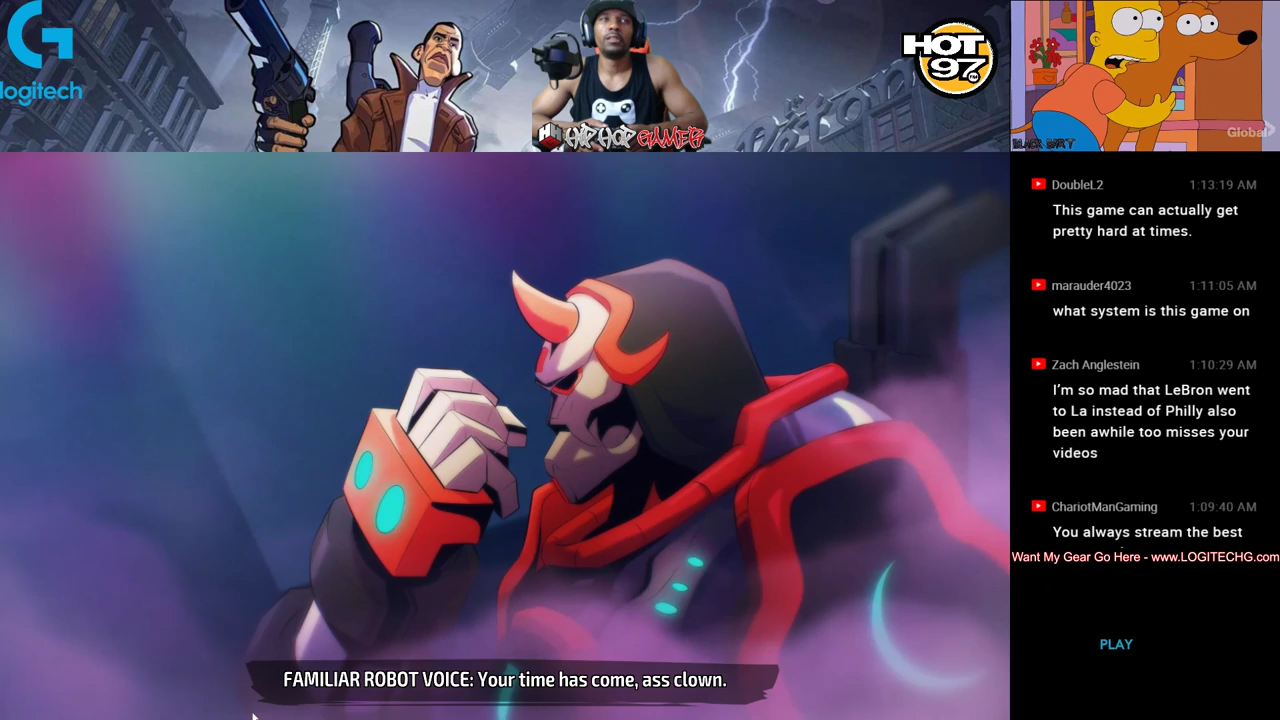 logitech
HIP HOP GAMER
HOT
97
FM
Global
BLACK BART
DoubleL2 1:13:19 AM
This game can actually get
pretty hard at times.
marauder4023 1:11:05 AM
what system is this game on
Zach Anglestein 1:10:29 AM
I'm so mad that LeBron went
to La instead of Philly also
been awhile too misses your
videos
ChariotManGaming 1:09:40 AM
You always stream the best
Want My Gear Go Here - www.LOGITECHG.com
PLAY
FAMILIAR ROBOT VOICE: Your time has come, ass clown.